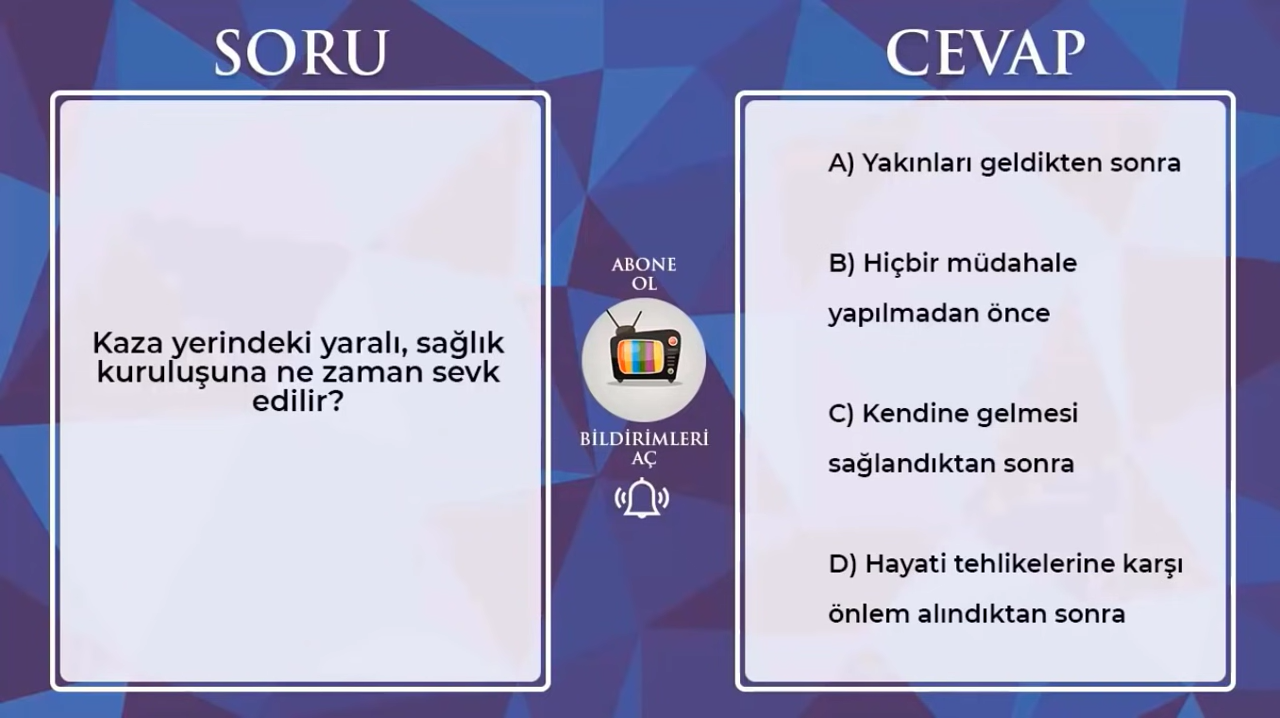 SORU
Kaza yerindeki yaralı, sağlık
kuruluşuna ne zaman sevk
edilir?
ABONE
OL
BİLDİRİMLERİ
AÇ
CEVAP
A) Yakınları geldikten sonra
B) Hiçbir müdahale
yapılmadan önce
C) Kendine gelmesi
sağlandıktan sonra
D) Hayati tehlikelerine karşı
önlem alındıktan sonra